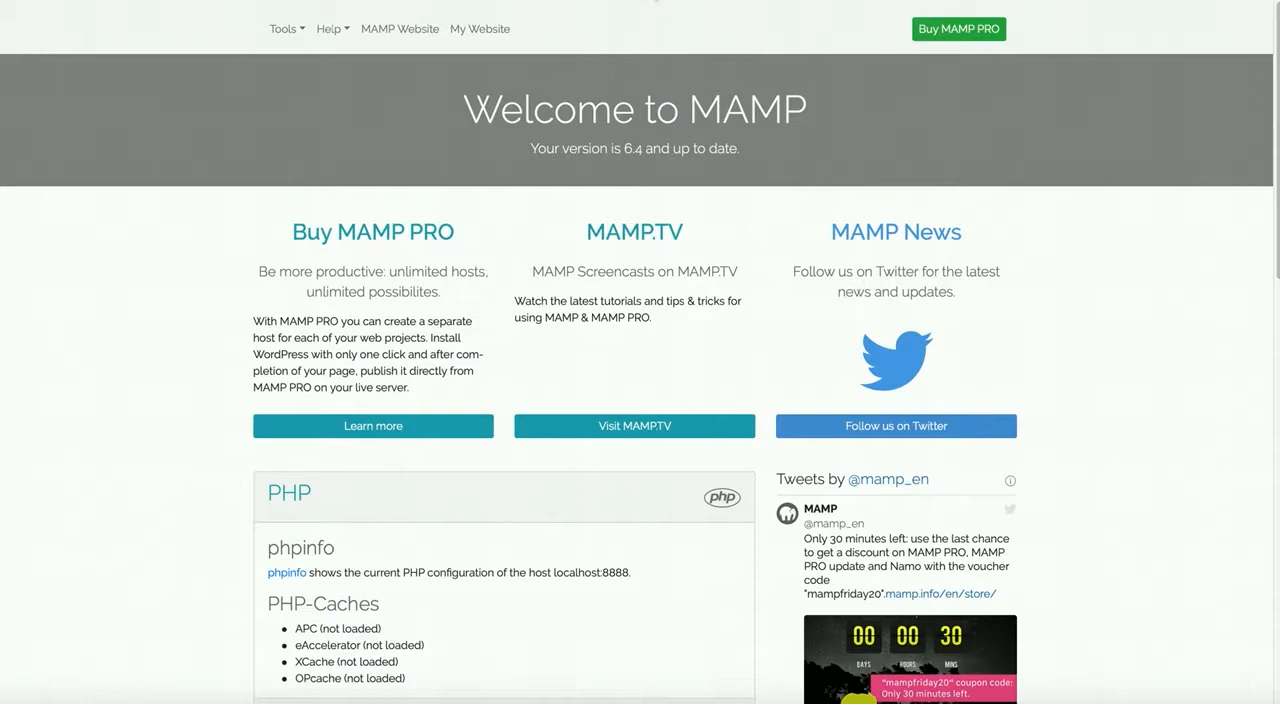 Tools Help MAMP Website My Website Buy MAMP PRO
Welcome to MAMP
Your version is 6.4 and up to date.
Buy MAMP PRO
Be more productive: unlimited hosts,
unlimited possibilites.
With MAMP PRO you can create a separate
host for each of your web projects. Install
WordPress with only one click and after com-
pletion of your page, publish it directly from
MAMP PRO on your live server.
Learn more
MAMP.TV
MAMP Screencasts on MAMP.TV
Watch the latest tutorials and tips & tricks for
using MAMP & MAMP PRO.
Visit MAMP.TV
MAMP News
Follow us on Twitter for the latest
news and updates.
Follow us on Twitter
PHP
php
phpinfo
phpinfo shows the current PHP configuration of the host localhost:8888.
PHP-Caches
APC (not loaded)
eAccelerator (not loaded)
XCache (not loaded)
OPcache (not loaded)
Tweets by @mamp_en
MAMP
@mamp_en
Only 30 minutes left: use the last chance
to get a discount on MAMP PRO, MAMP
PRO update and Namo with the voucher
code
"mampfriday20".mamp.info/en/store/
00 00 30
DAYS HOURS MINS
"mampfriday20" coupon code:
Only 30 minutes left.